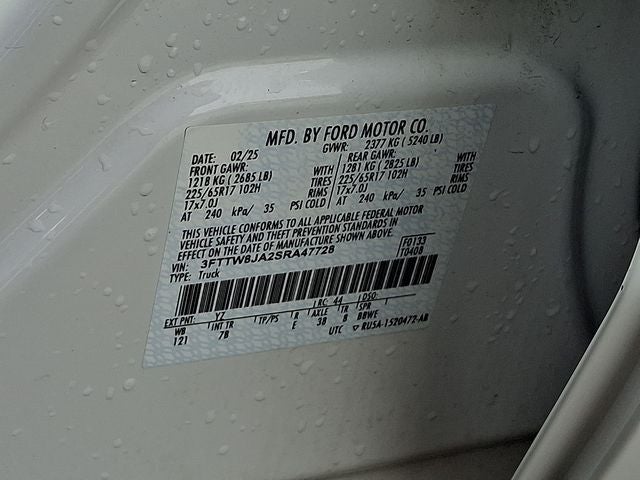 MFD. BY FORD MOTOR CO.
DATE: 02/25 GVWR: 2377 KG ( 5240 LB)
FRONT GAWR: WITH REAR GAWR: WITH
1218 KG ( 2685 LB) TIRES 1281 KG ( 2825 LB) TIRES
225/65R17 102H RIMS 225/65R17 102H RIMS
17x7.0J 17x7.0J
AT 240 kPa/ 35 PSI COLD AT 240 kPa/ 35 PSI COLD
THIS VEHICLE CONFORMS TO ALL APPLICABLE FEDERAL MOTOR
VEHICLE SAFETY AND THEFT PREVENTION STANDARDS IN
EFFECT ON THE DATE OF MANUFACTURE SHOWN ABOVE.
VIN: 3FTTW8JA2SRA47728 F0133
TYPE: Truck T0408
EXT PNT: YZ RC: 44 DSO:
WB INT TR TP/PS R AXLE TR SPR
121 7B E 38 8 BBWE
UTC ▽ RU5A-1520472-AB